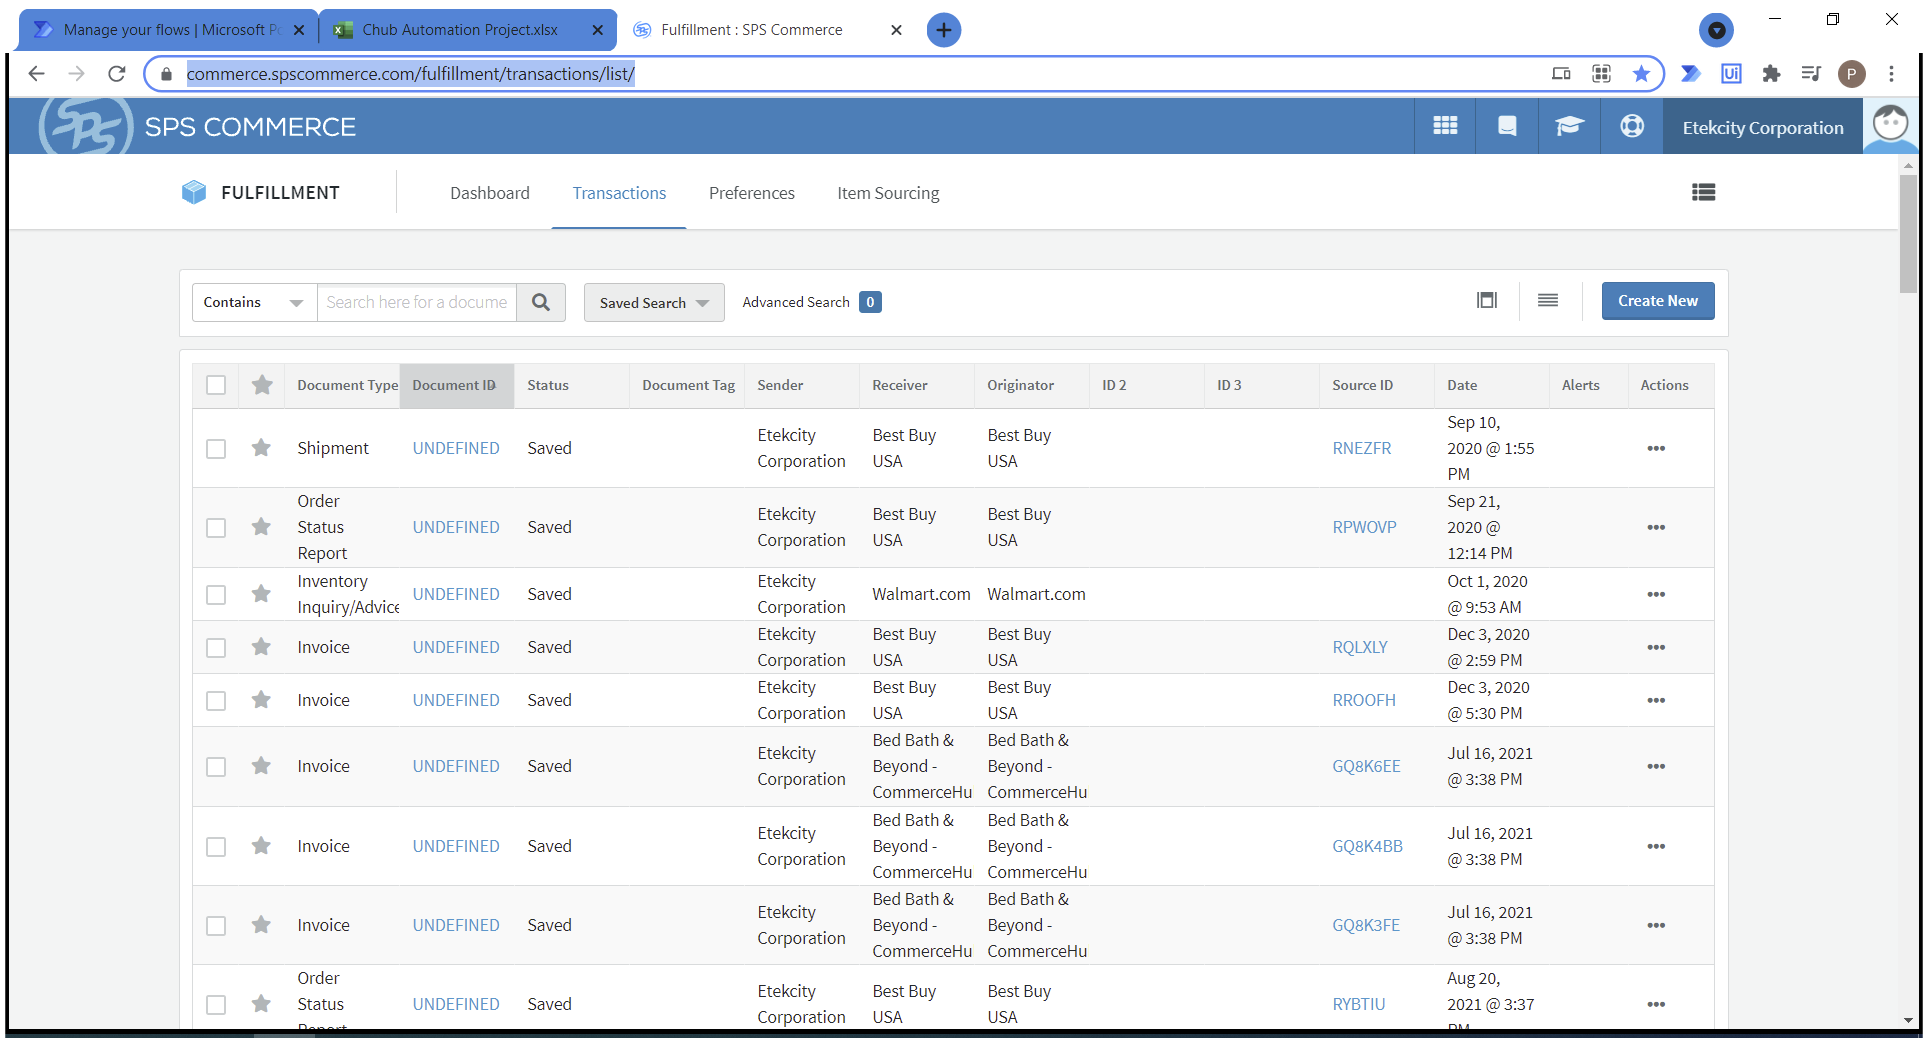 Manage your flows | Microsoft Po
Chub Automation Project.xlsx
Fulfillment : SPS Commerce
commerce.spscommerce.com/fulfillment/transactions/list/
Ui
P
SPS
SPS COMMERCE
Etekcity Corporation
FULFILLMENT
Dashboard
Transactions
Preferences
Item Sourcing
Contains
Search here for a docume
Saved Search
Advanced Search 0
Create New
Document Type Document ID Status Document Tag Sender Receiver Originator ID 2 ID 3 Source ID Date Alerts Actions
Shipment
UNDEFINED
Saved
Etekcity
Corporation
Best Buy
USA
Best Buy
USA
RNEZFR
Sep 10,
2020 @ 1:55
PM
Order
Status
Report
UNDEFINED
Saved
Etekcity
Corporation
Best Buy
USA
Best Buy
USA
RPWOVP
Sep 21,
2020 @
12:14 PM
Inventory
Inquiry/Advice
UNDEFINED
Saved
Etekcity
Corporation
Walmart.com
Walmart.com
Oct 1, 2020
@ 9:53 AM
Invoice
UNDEFINED
Saved
Etekcity
Corporation
Best Buy
USA
Best Buy
USA
RQLXLY
Dec 3, 2020
@ 2:59 PM
Invoice
UNDEFINED
Saved
Etekcity
Corporation
Best Buy
USA
Best Buy
USA
RROOFH
Dec 3, 2020
@ 5:30 PM
Invoice
UNDEFINED
Saved
Etekcity
Corporation
Bed Bath &
Beyond -
CommerceHu
Bed Bath &
Beyond -
CommerceHu
GQ8K6EE
Jul 16, 2021
@ 3:38 PM
Invoice
UNDEFINED
Saved
Etekcity
Corporation
Bed Bath &
Beyond -
CommerceHu
Bed Bath &
Beyond -
CommerceHu
GQ8K4BB
Jul 16, 2021
@ 3:38 PM
Invoice
UNDEFINED
Saved
Etekcity
Corporation
Bed Bath &
Beyond -
CommerceHu
Bed Bath &
Beyond -
CommerceHu
GQ8K3FE
Jul 16, 2021
@ 3:38 PM
Order
Status
Report
UNDEFINED
Saved
Etekcity
Corporation
Best Buy
USA
Best Buy
USA
RYBTIU
Aug 20,
2021 @ 3:37
PM